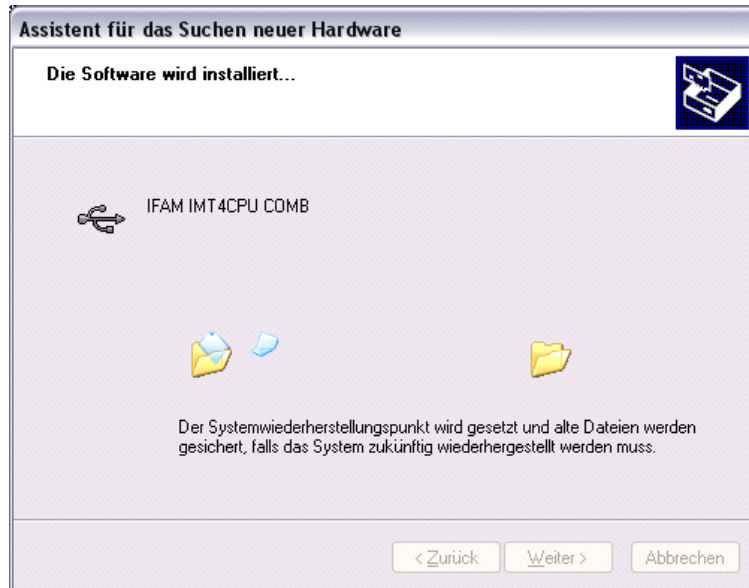 Assistent für das Suchen neuer Hardware
Die Software wird installiert...
IFAM IMT4CPU COMB
Der Systemwiederherstellungspunkt wird gesetzt und alte Dateien werden
gesichert, falls das System zukünftig wiederhergestellt werden muss.
< Zurück
Weiter >
Abbrechen